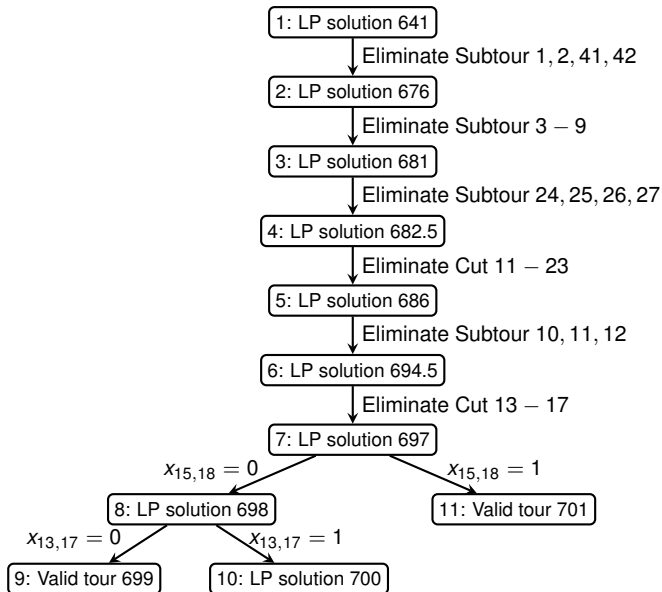 1: LP solution 641
Eliminate Subtour 1, 2, 41, 42
2: LP solution 676
Eliminate Subtour 3 − 9
3: LP solution 681
Eliminate Subtour 24, 25, 26, 27
4: LP solution 682.5
Eliminate Cut 11 − 23
5: LP solution 686
Eliminate Subtour 10, 11, 12
6: LP solution 694.5
Eliminate Cut 13 − 17
7: LP solution 697
x15,18 = 0
x15,18 = 1
8: LP solution 698
11: Valid tour 701
x13,17 = 0
x13,17 = 1
9: Valid tour 699
10: LP solution 700